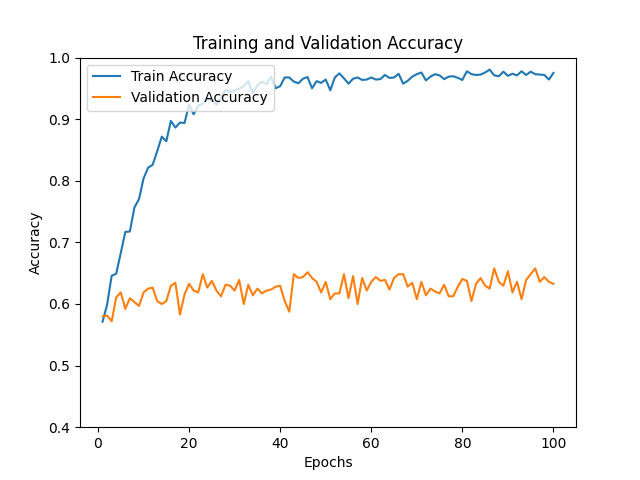 Training and Validation Accuracy
Train Accuracy
Validation Accuracy
1.0
0.9
0.8
0.7
0.6
0.5
0.4
Accuracy
0 20 40 60 80 100
Epochs